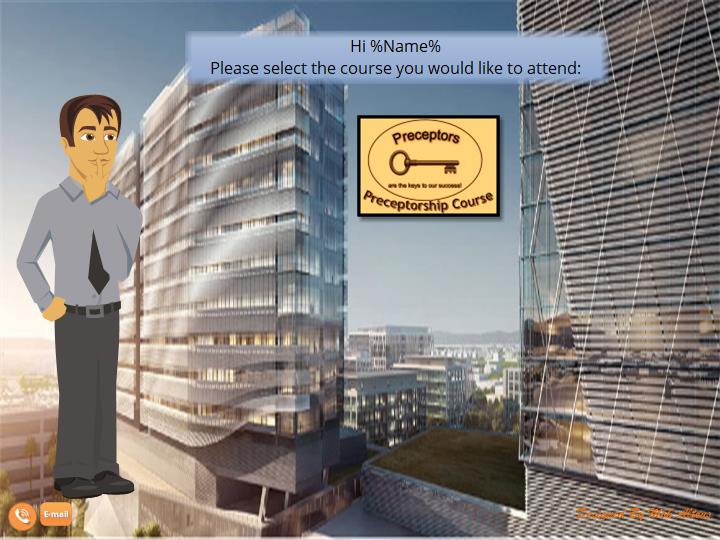 Hi %Name%
Please select the course you would like to attend:
Preceptors
are the keys to our success!
Preceptorship Course
E-mail
By